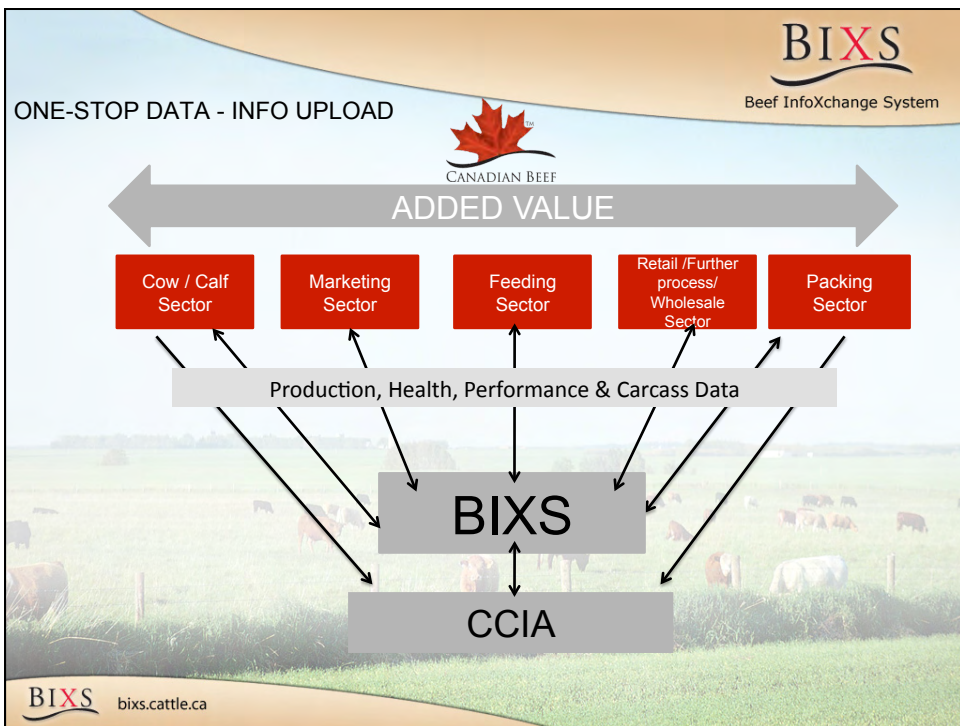 BIXS
Beef InfoXchange System
ONE-STOP DATA - INFO UPLOAD
TM
CANADIAN BEEF
ADDED VALUE
Cow / Calf
Sector
Marketing
Sector
Feeding
Sector
Retail /Further
process/
Wholesale
Sector
Packing
Sector
Production, Health, Performance & Carcass Data
BIXS
CCIA
BIXS bixs.cattle.ca